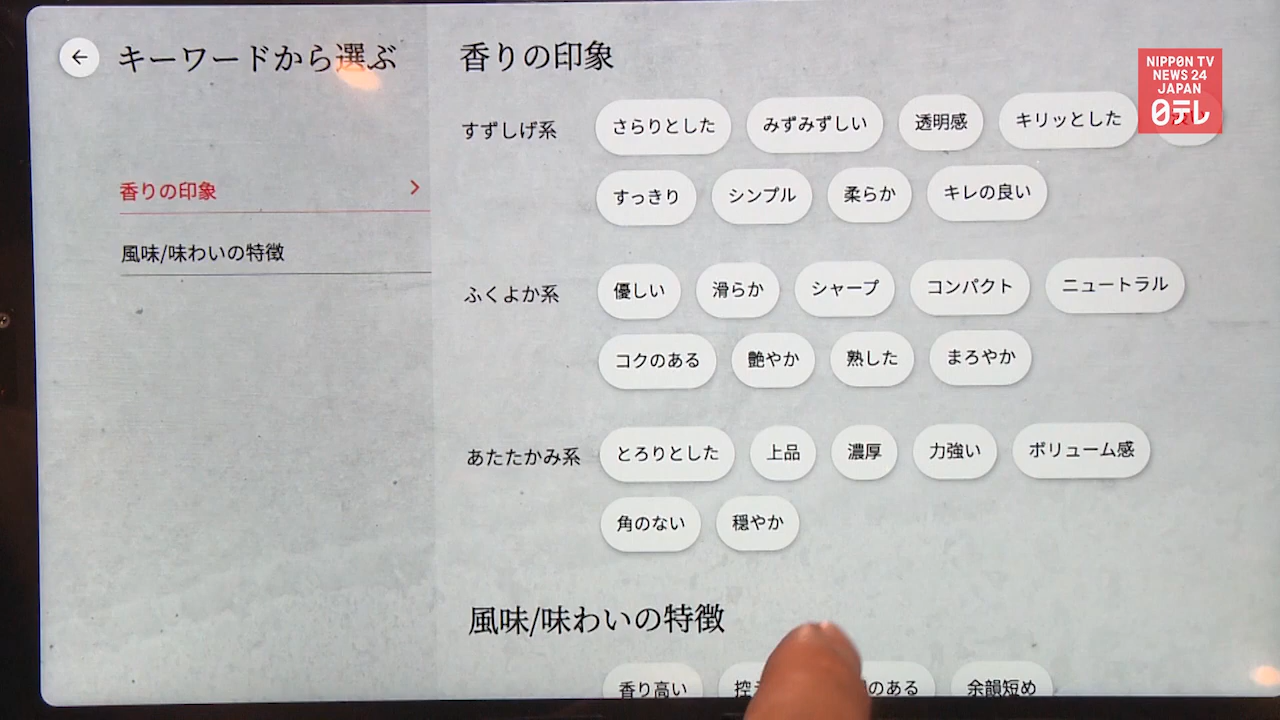 キーワードから選ぶ
香りの印象
風味/味わいの特徴
香りの印象
すずしげ系 さらりとした みずみずしい 透明感 キリッとした
すっきり シンプル 柔らか キレの良い
ふくよか系 優しい 滑らか シャープ コンパクト ニュートラル
コクのある 艶やか 熟した まろやか
あたたかみ系 とろりとした 上品 濃厚 力強い ボリューム感
角のない 穏やか
風味/味わいの特徴
香り高い のある 余韻短め
NIPPON TV
NEWS 24
JAPAN
日テレ